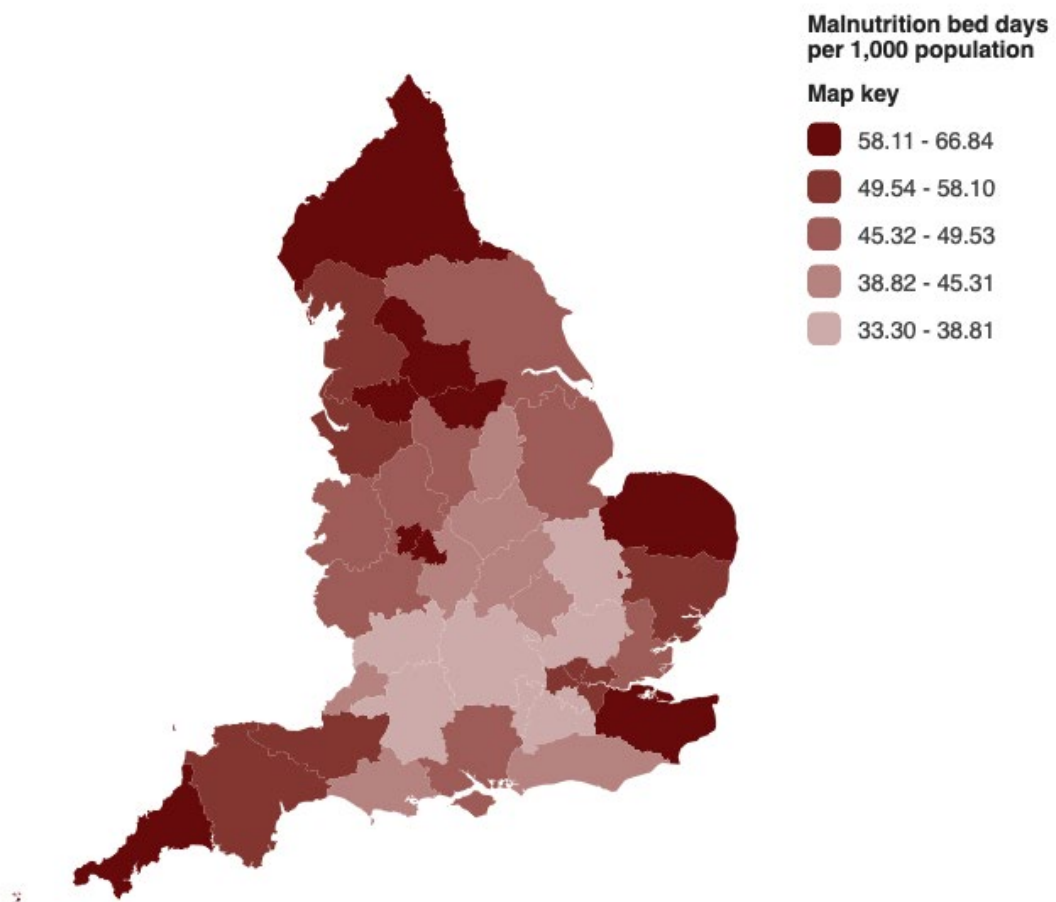 Malnutrition bed days
per 1,000 population
Map key
58.11 - 66.84
49.54 - 58.10
45.32 - 49.53
38.82 - 45.31
33.30 - 38.81